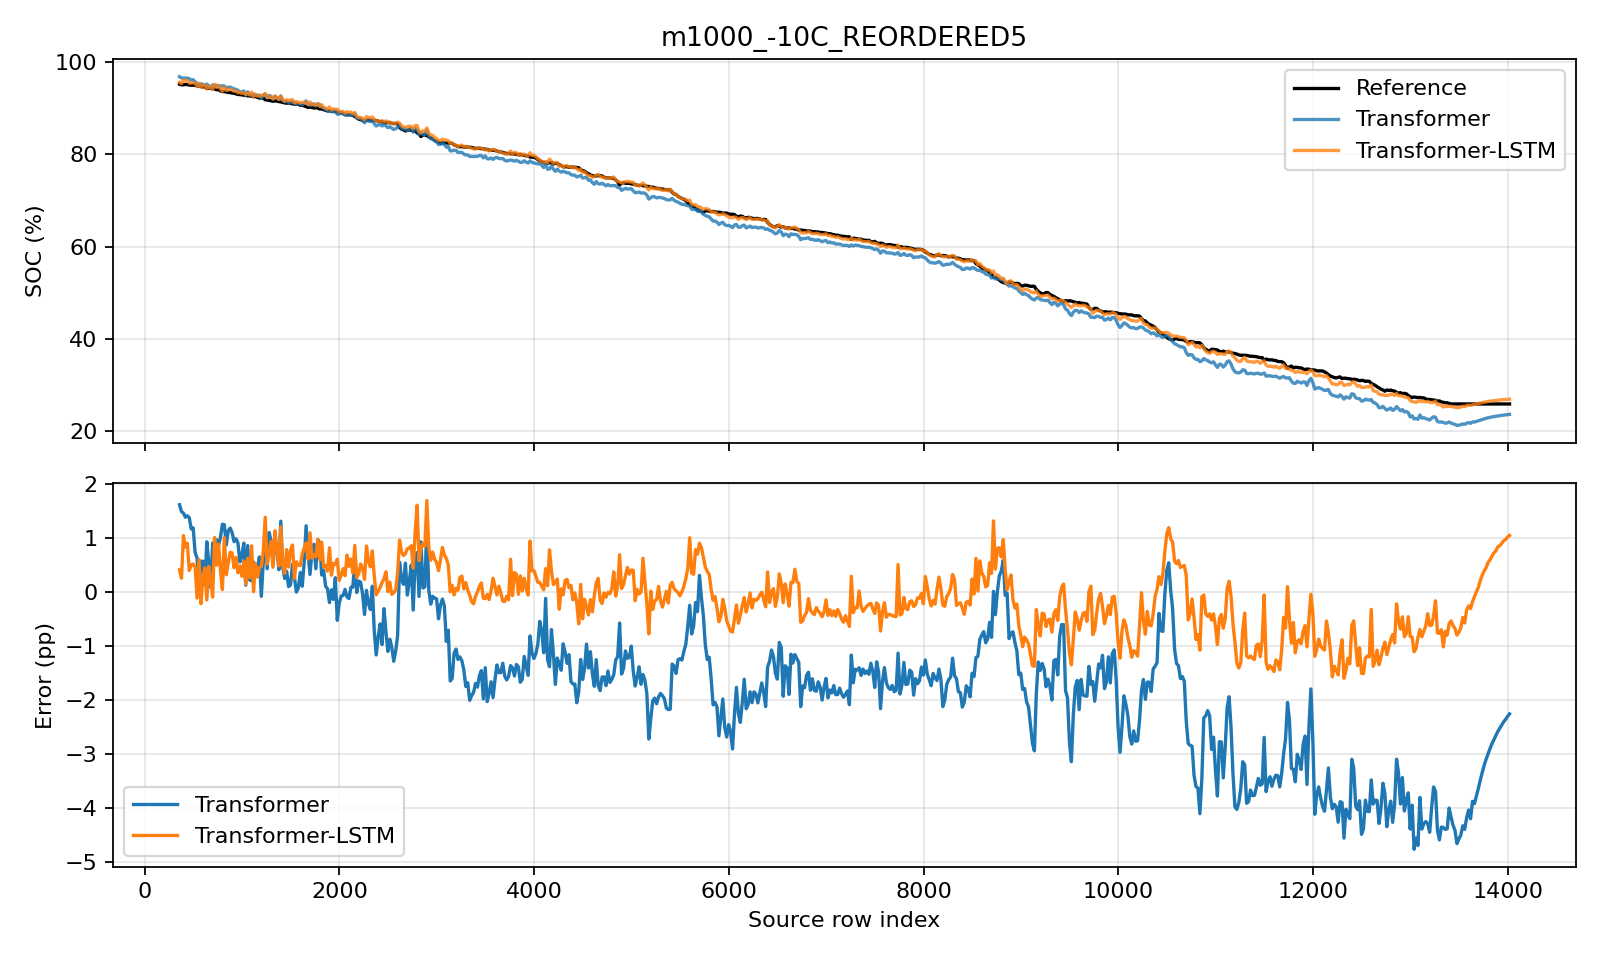 m1000_-10C_REORDERED5
100
80
60
40
20
SOC (%)
Reference
Transformer
Transformer-LSTM
2
1
0
−1
−2
−3
−4
−5
Error (pp)
Transformer
Transformer-LSTM
0
2000
4000
6000
8000
10000
12000
14000
Source row index